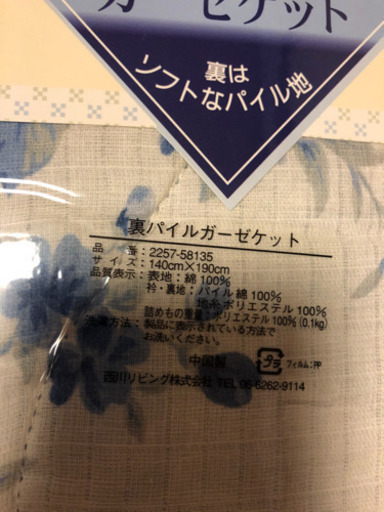 ガーゼケット
裏は
ソフトなパイル地
裏パイルガーゼケット
品番：2257-58135
サイズ：140cm×190cm
品質表示：表地：綿 100%
衿・裏地：パイル綿 100%
地糸ポリエステル 100%
詰めもの重量：ポリエステル 100%(0.1kg)
洗濯方法：製品に表示されている方法で
お洗いください。
中国製
プラ フィルム：PP
西川リビング株式会社 TEL 06-6262-9114